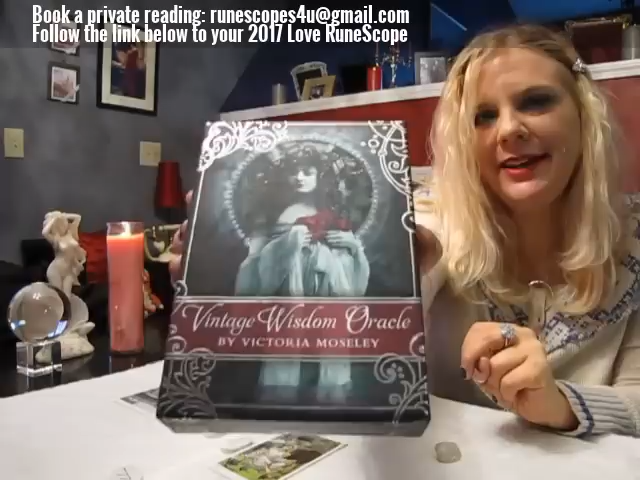 Book a private reading: runescopes4u@gmail.com
Follow the link below to your 2017 Love RuneScope
Vintage Wisdom Oracle
BY VICTORIA MOSELEY